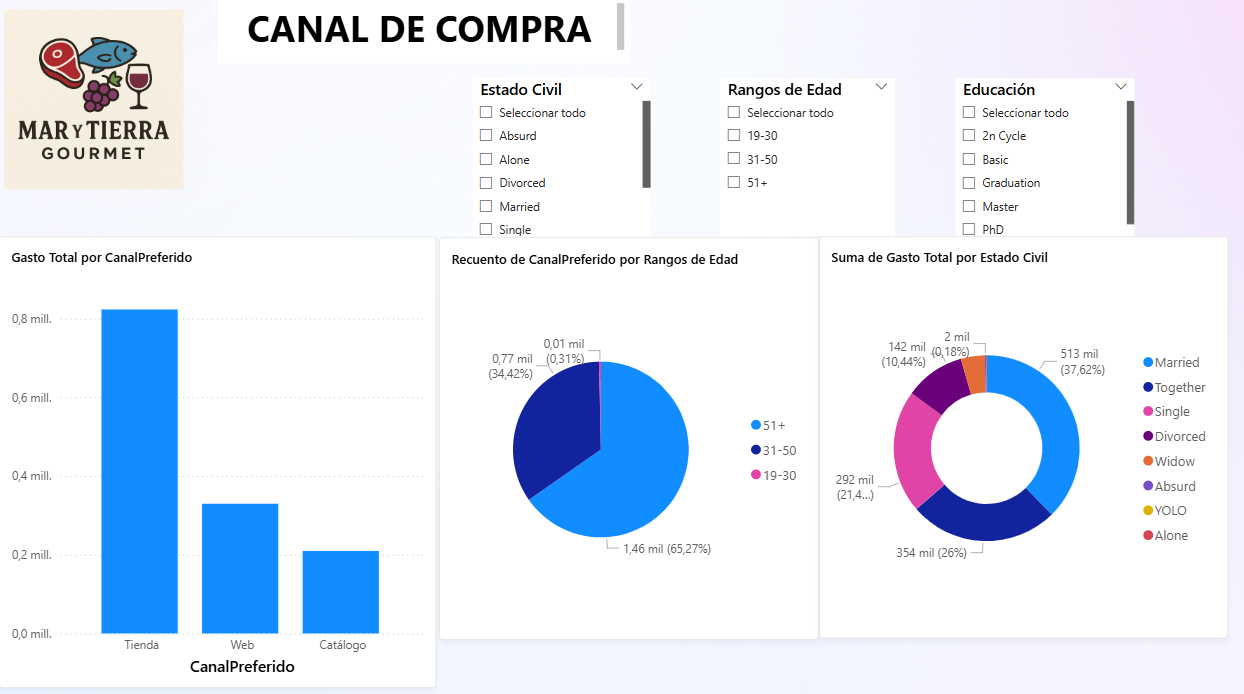 CANAL DE COMPRA
MAR Y TIERRA
GOURMET
Estado Civil
Seleccionar todo
Absurd
Alone
Divorced
Married
Single
Rangos de Edad
Seleccionar todo
19-30
31-50
51+
Educación
Seleccionar todo
2n Cycle
Basic
Graduation
Master
PhD
Gasto Total por CanalPreferido
0,8 mill.
0,6 mill.
0,4 mill.
0,2 mill.
0,0 mill.
Tienda
Web
Catálogo
CanalPreferido
Recuento de CanalPreferido por Rangos de Edad
0,01 mil
(0,31%)
0,77 mil
(34,42%)
1,46 mil (65,27%)
51+
31-50
19-30
Suma de Gasto Total por Estado Civil
2 mil
(0,18%)
142 mil
(10,44%)
513 mil
(37,62%)
292 mil
(21,4...)
354 mil (26%)
Married
Together
Single
Divorced
Widow
Absurd
YOLO
Alone